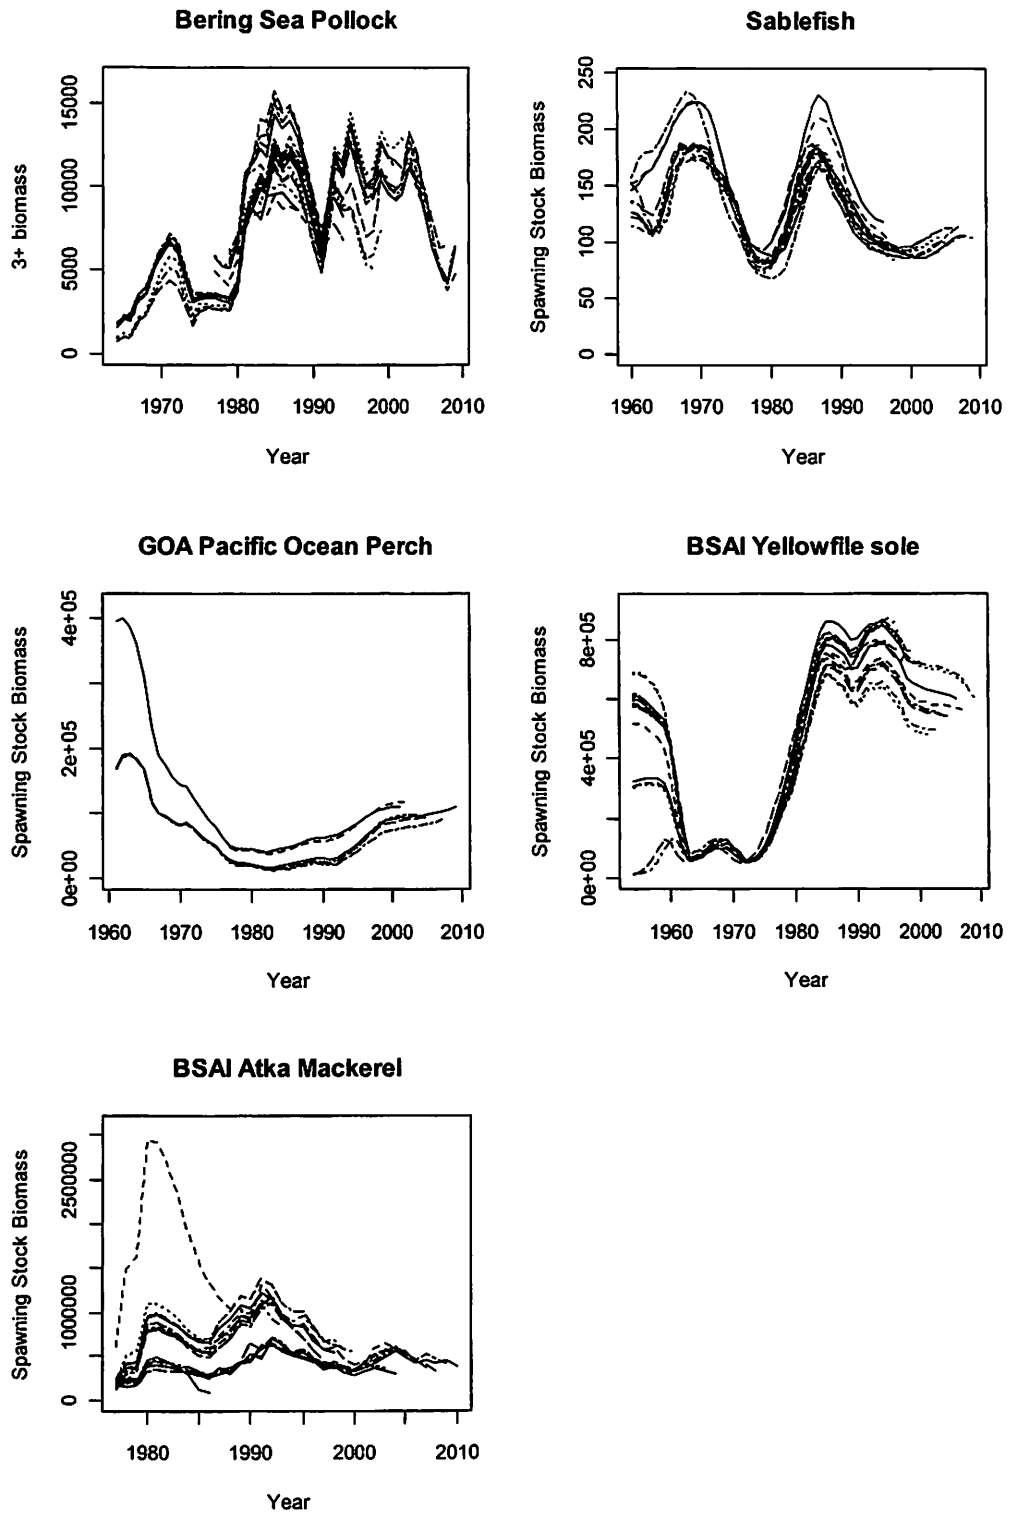 Bering Sea Pollock
3+ biomass
0
5000
10000
15000
1970
1980
1990
2000
2010
Year
Sablefish
Spawning Stock Biomass
0
50
100
150
200
250
1960
1970
1980
1990
2000
2010
Year
GOA Pacific Ocean Perch
Spawning Stock Biomass
0e+00
2e+05
4e+05
1960
1970
1980
1990
2000
2010
Year
BSAI Yellowfile sole
Spawning Stock Biomass
0e+00
4e+05
8e+05
1960
1970
1980
1990
2000
2010
Year
BSAI Atka Mackerel
Spawning Stock Biomass
0
1000000
2500000
1980
1990
2000
2010
Year